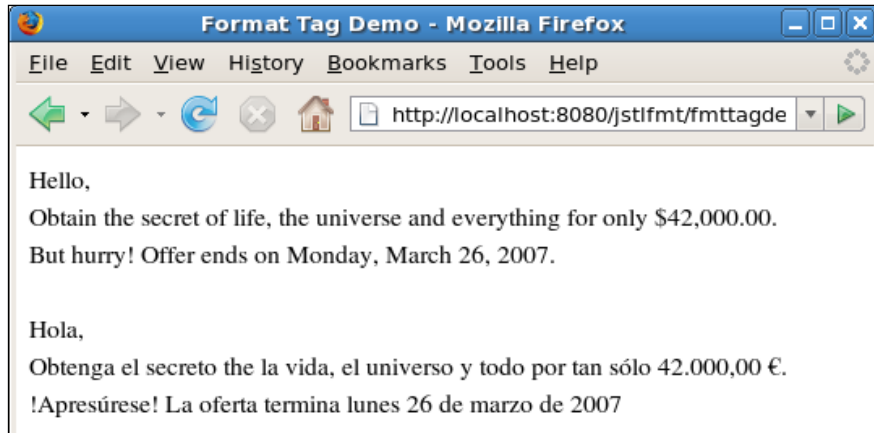 Format Tag Demo - Mozilla Firefox
File Edit View History Bookmarks Tools Help
http://localhost:8080/jstlfmt/fmttagde
Hello,
Obtain the secret of life, the universe and everything for only $42,000.00.
But hurry! Offer ends on Monday, March 26, 2007.
Hola,
Obtenga el secreto the la vida, el universo y todo por tan sólo 42.000,00 €.
!Apresúrese! La oferta termina lunes 26 de marzo de 2007